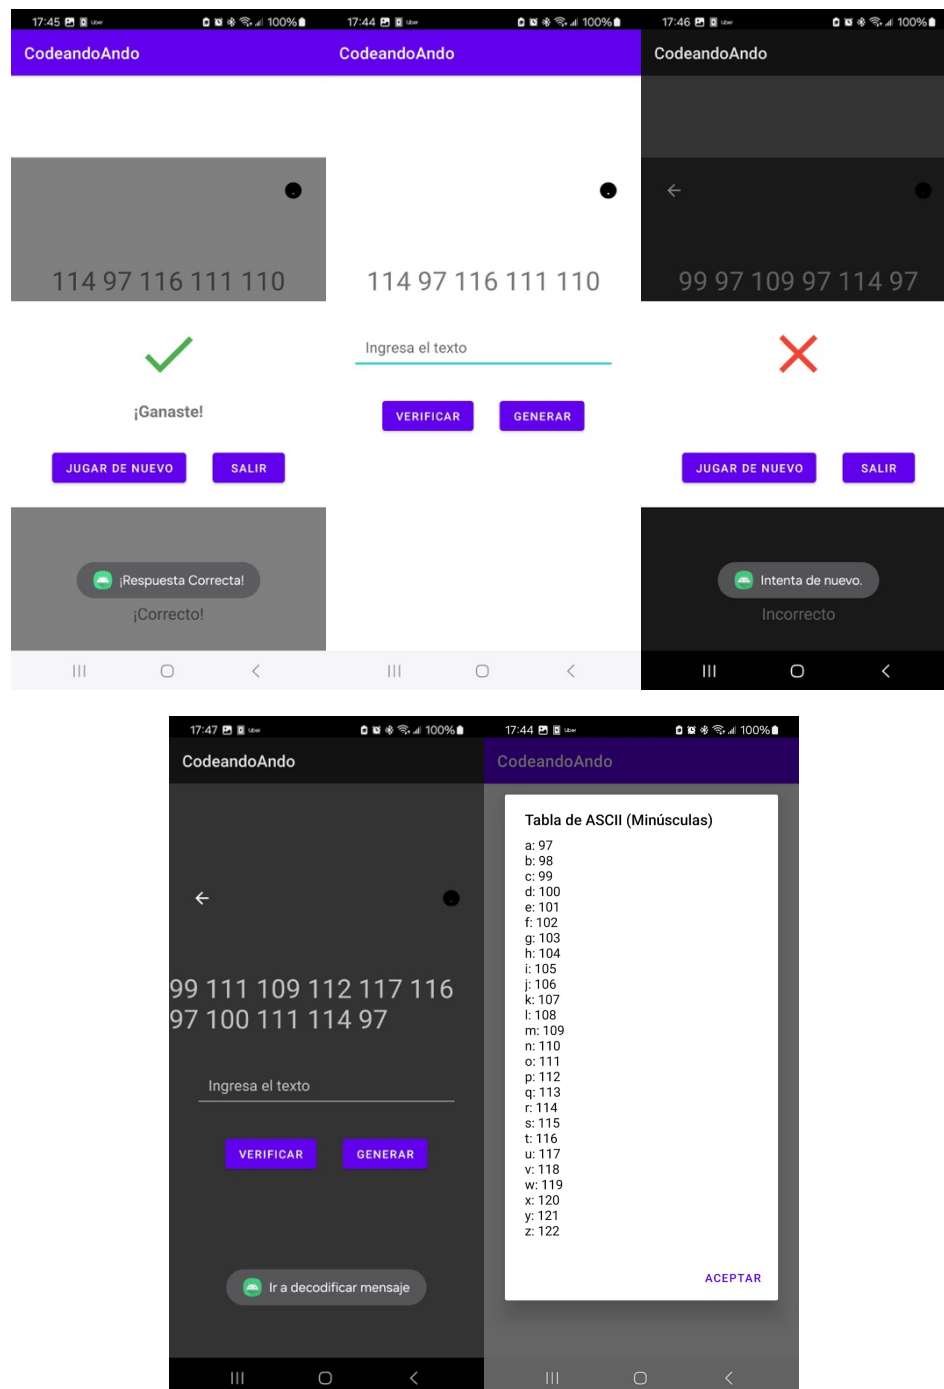 17:45 Uber 100%
CodeandoAndo
114 97 116 111 110
¡Ganaste!
JUGAR DE NUEVO SALIR
¡Respuesta Correcta!
¡Correcto!
17:44 Uber 100%
CodeandoAndo
114 97 116 111 110
Ingresa el texto
VERIFICAR GENERAR
17:46 Uber 100%
CodeandoAndo
99 97 109 97 114 97
JUGAR DE NUEVO SALIR
Intenta de nuevo.
Incorrecto
17:47 Uber 100%
CodeandoAndo
99 111 109 112 117 116
97 100 111 114 97
Ingresa el texto
VERIFICAR GENERAR
Ir a decodificar mensaje
17:44 Uber 100%
CodeandoAndo
Tabla de ASCII (Minúsculas)
a: 97
b: 98
c: 99
d: 100
e: 101
f: 102
g: 103
h: 104
i: 105
j: 106
k: 107
l: 108
m: 109
n: 110
o: 111
p: 112
q: 113
r: 114
s: 115
t: 116
u: 117
v: 118
w: 119
x: 120
y: 121
z: 122
ACEPTAR